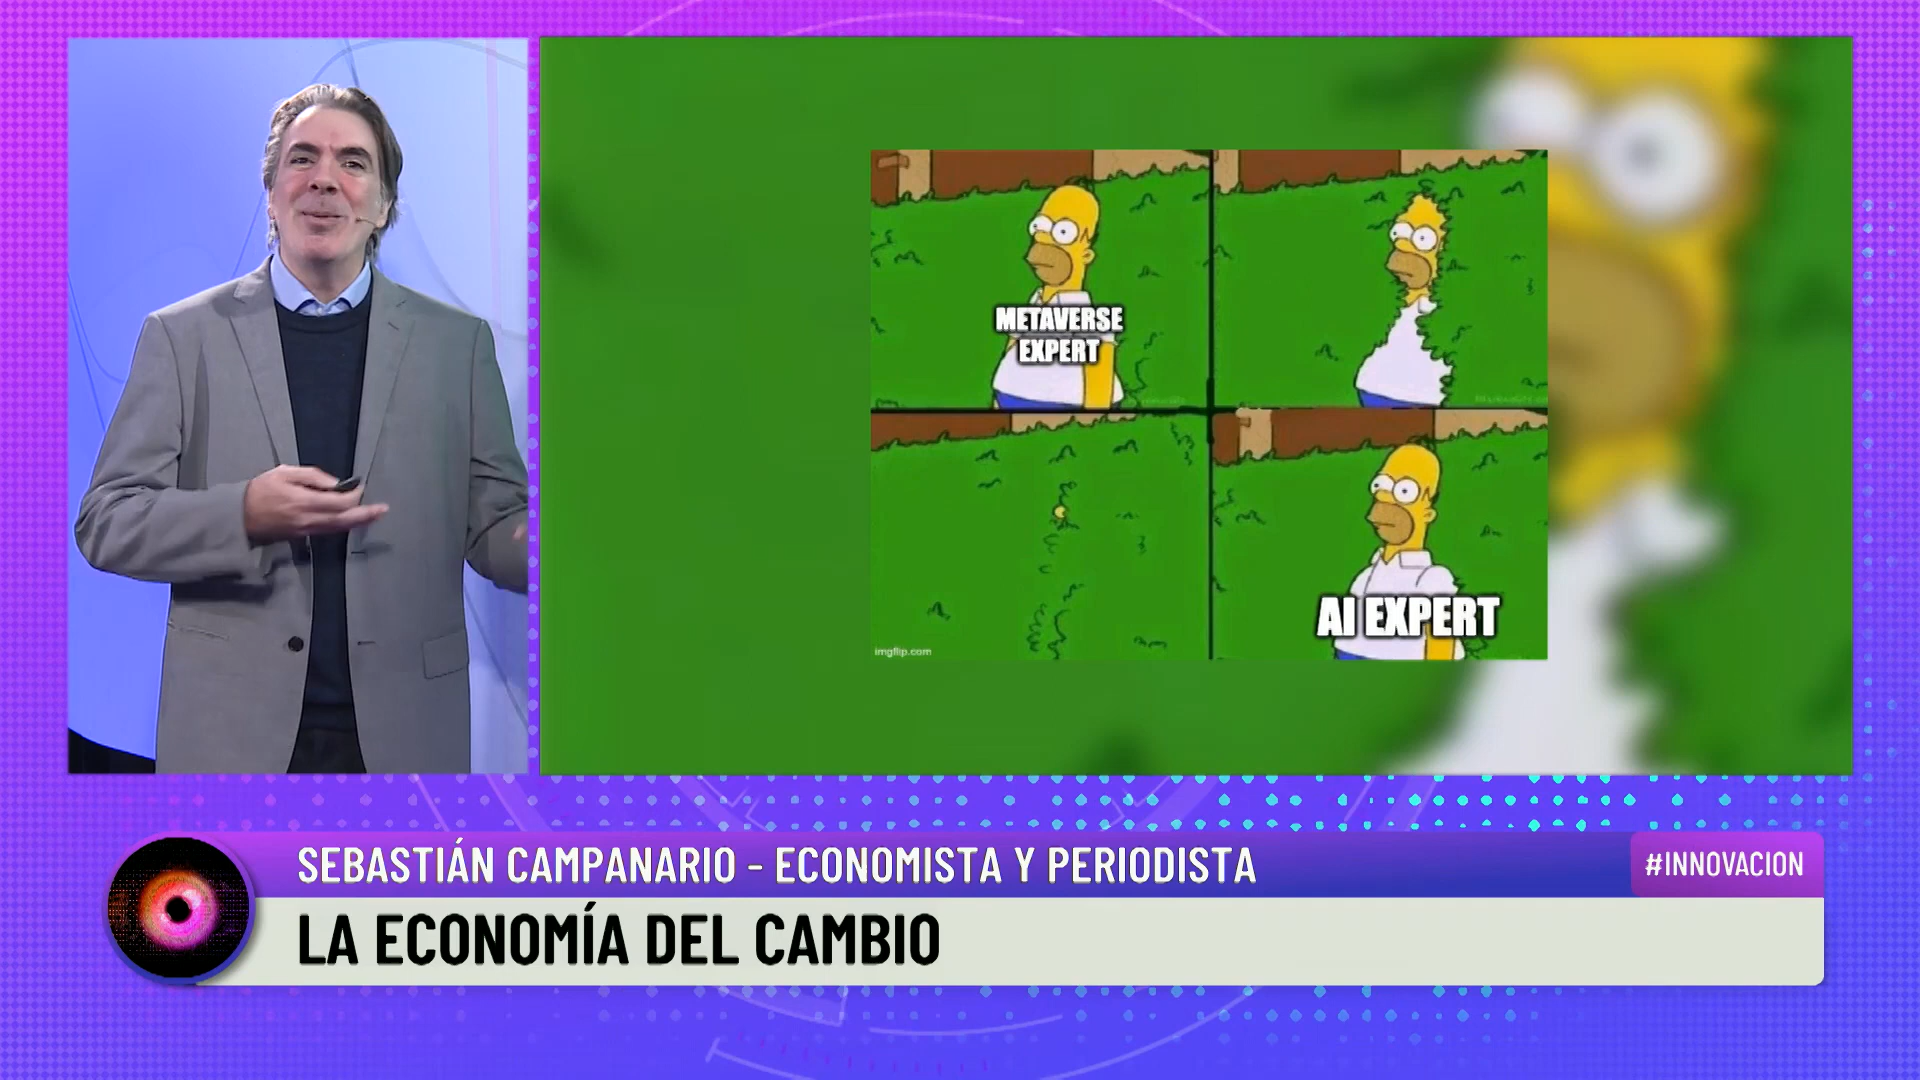 METAVERSE
EXPERT
AI EXPERT
imgflip.com
SEBASTIÁN CAMPANARIO - ECONOMISTA Y PERIODISTA
#INNOVACION
LA ECONOMÍA DEL CAMBIO